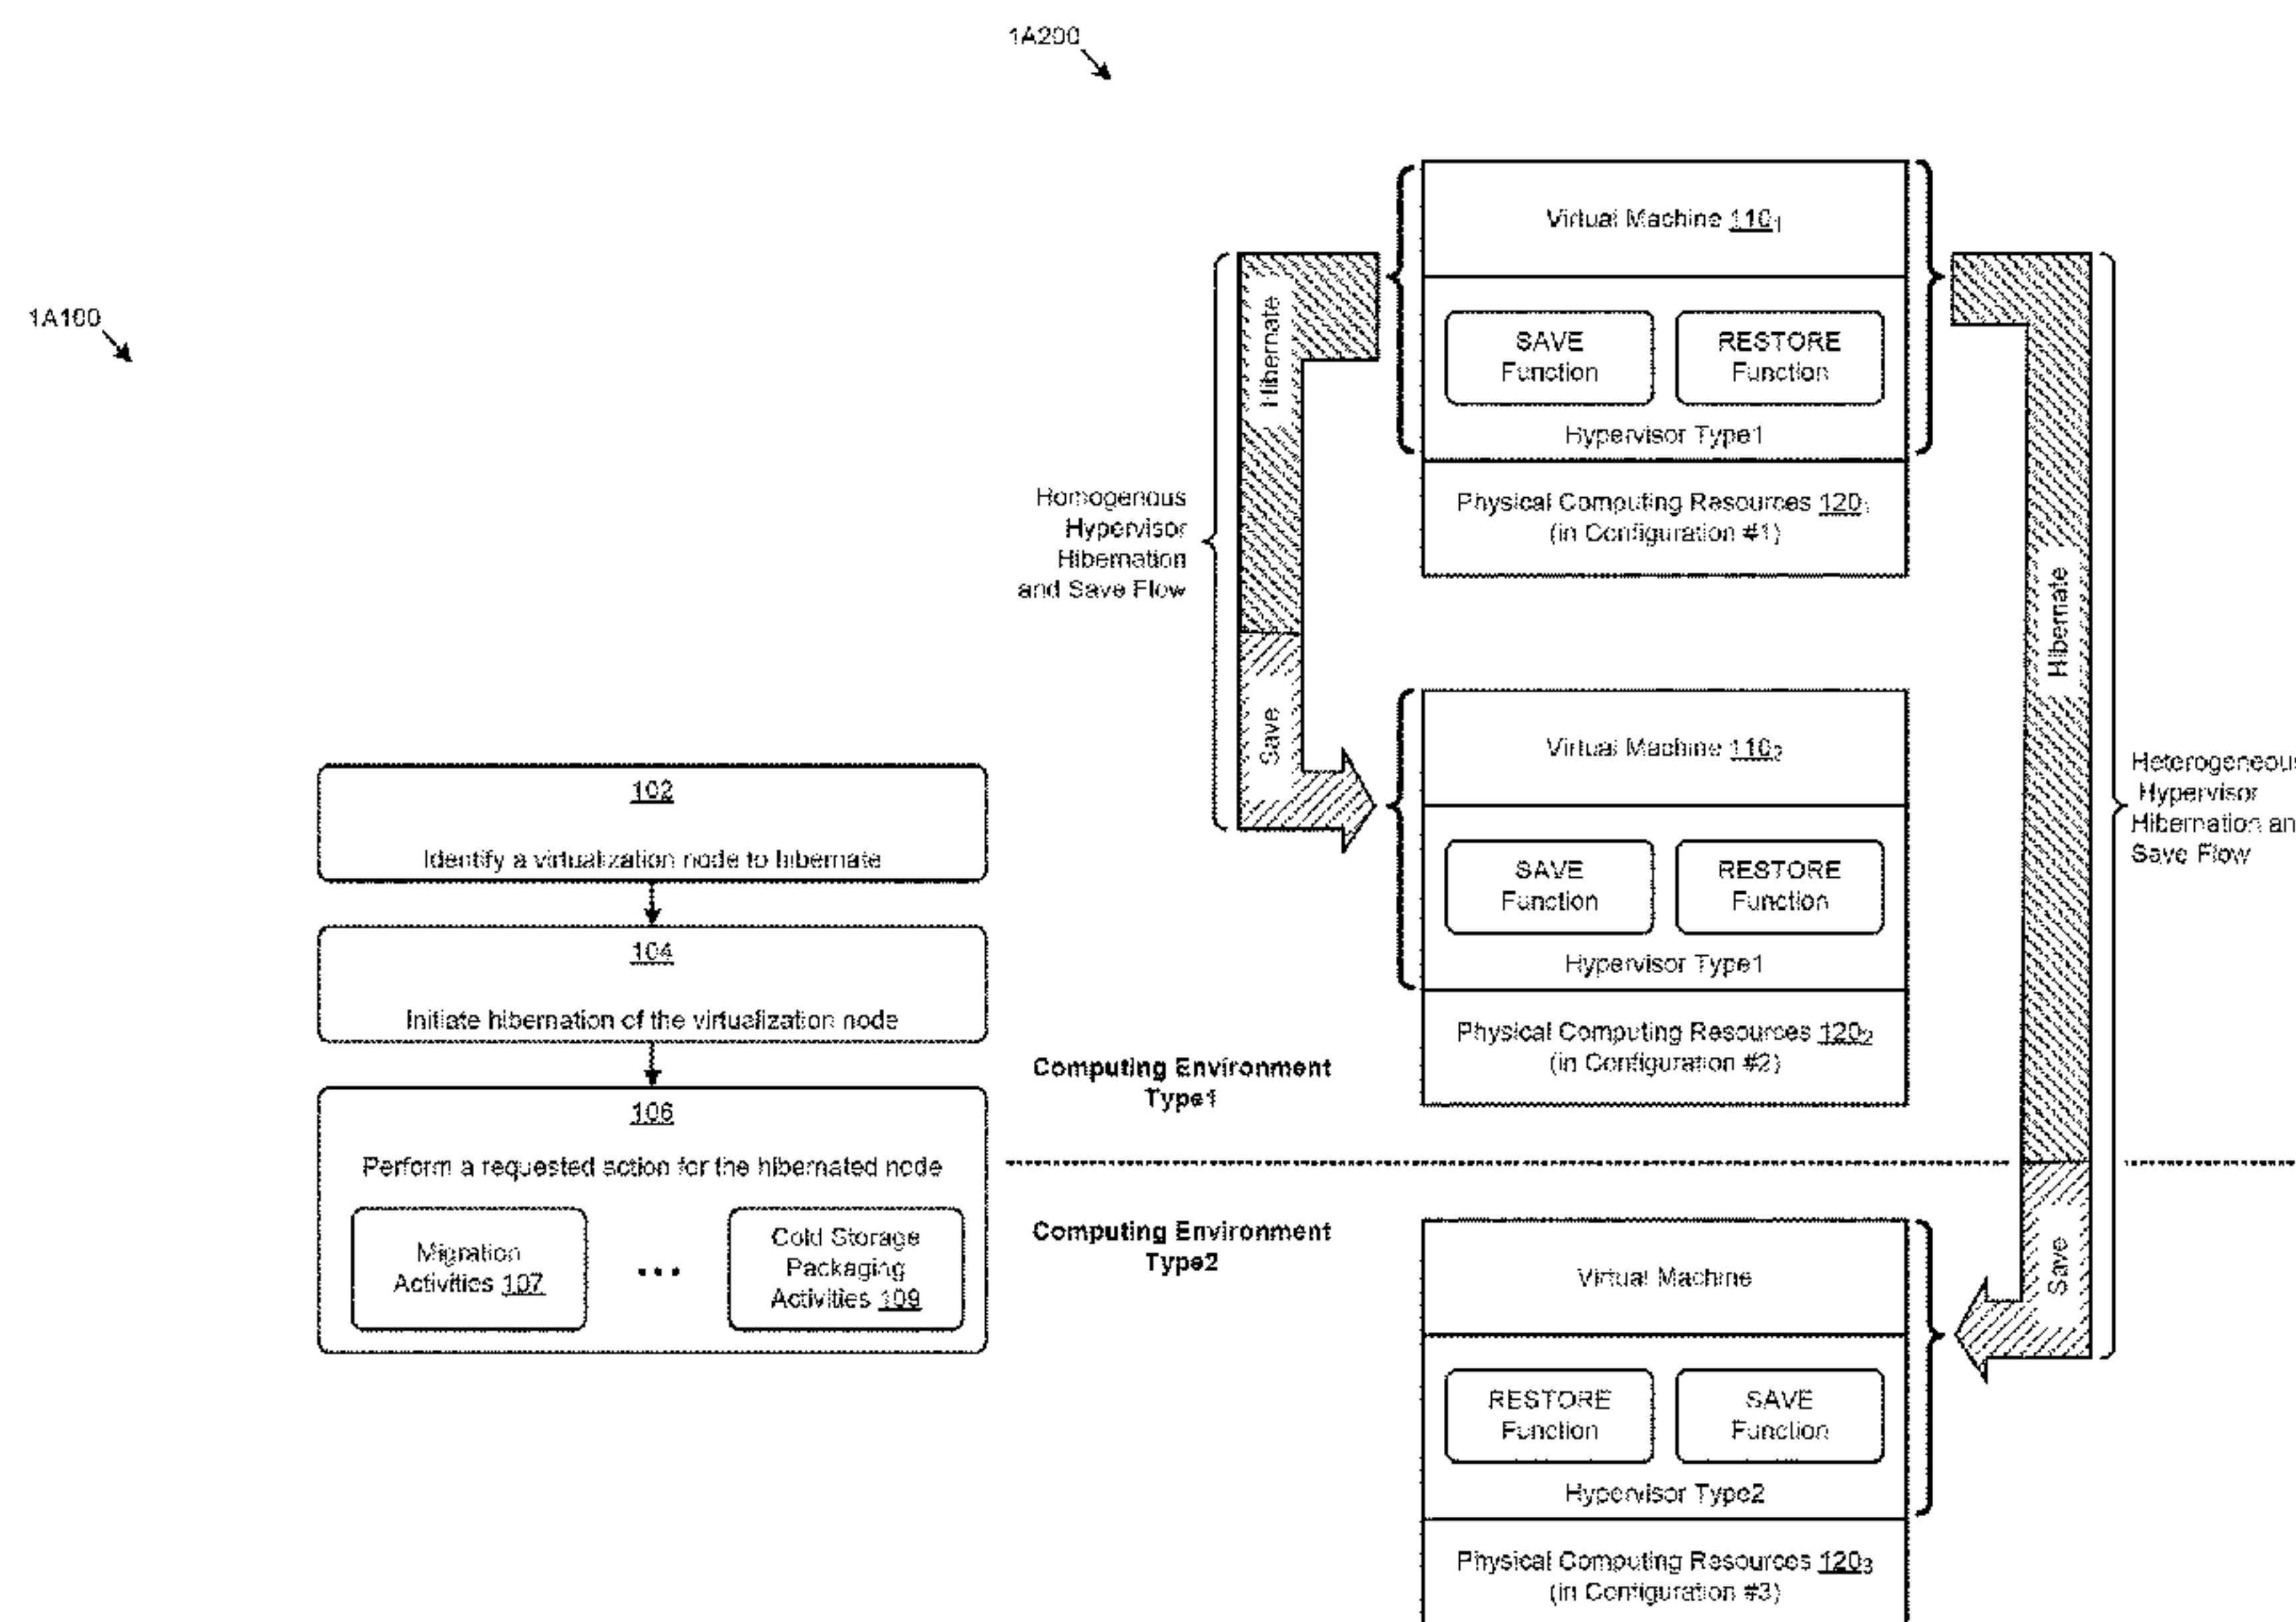 1A200
1A100
102
Identify a virtualization node to hibernate
104
Initiate hibernation of the virtualization node
106
Perform a requested action for the hibernated node
Migration
Activities 107
...
Cold Storage
Packaging
Activities 109
Homogenous
Hypervisor
Hibernation
and Save Flow
Hibernate
Save
Virtual Machine 110₁
SAVE
Function
RESTORE
Function
Hypervisor Type1
Physical Computing Resources 120₁
(in Configuration #1)
Virtual Machine 110₂
SAVE
Function
RESTORE
Function
Hypervisor Type1
Physical Computing Resources 120₂
(in Configuration #2)
Computing Environment
Type1
Computing Environment
Type2
Virtual Machine
RESTORE
Function
SAVE
Function
Hypervisor Type2
Physical Computing Resources 120₃
(in Configuration #3)
Hibernate
Save
Heterogeneous
Hypervisor
Hibernation an
Save Flow